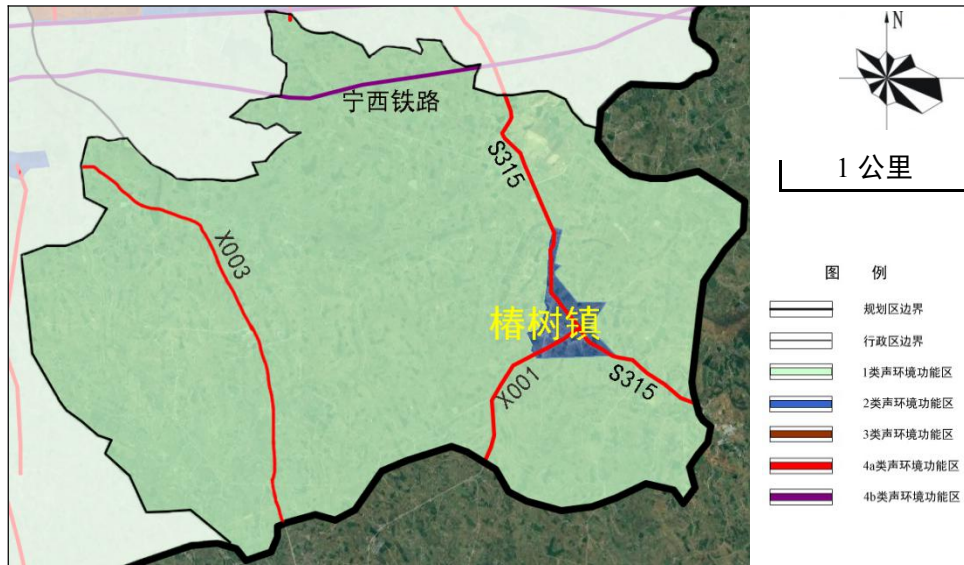 宁西铁路
S315
X003
椿树镇
X001
S315
N
1 公里
图 例
规划区边界
行政区边界
1类声环境功能区
2类声环境功能区
3类声环境功能区
4a类声环境功能区
4b类声环境功能区